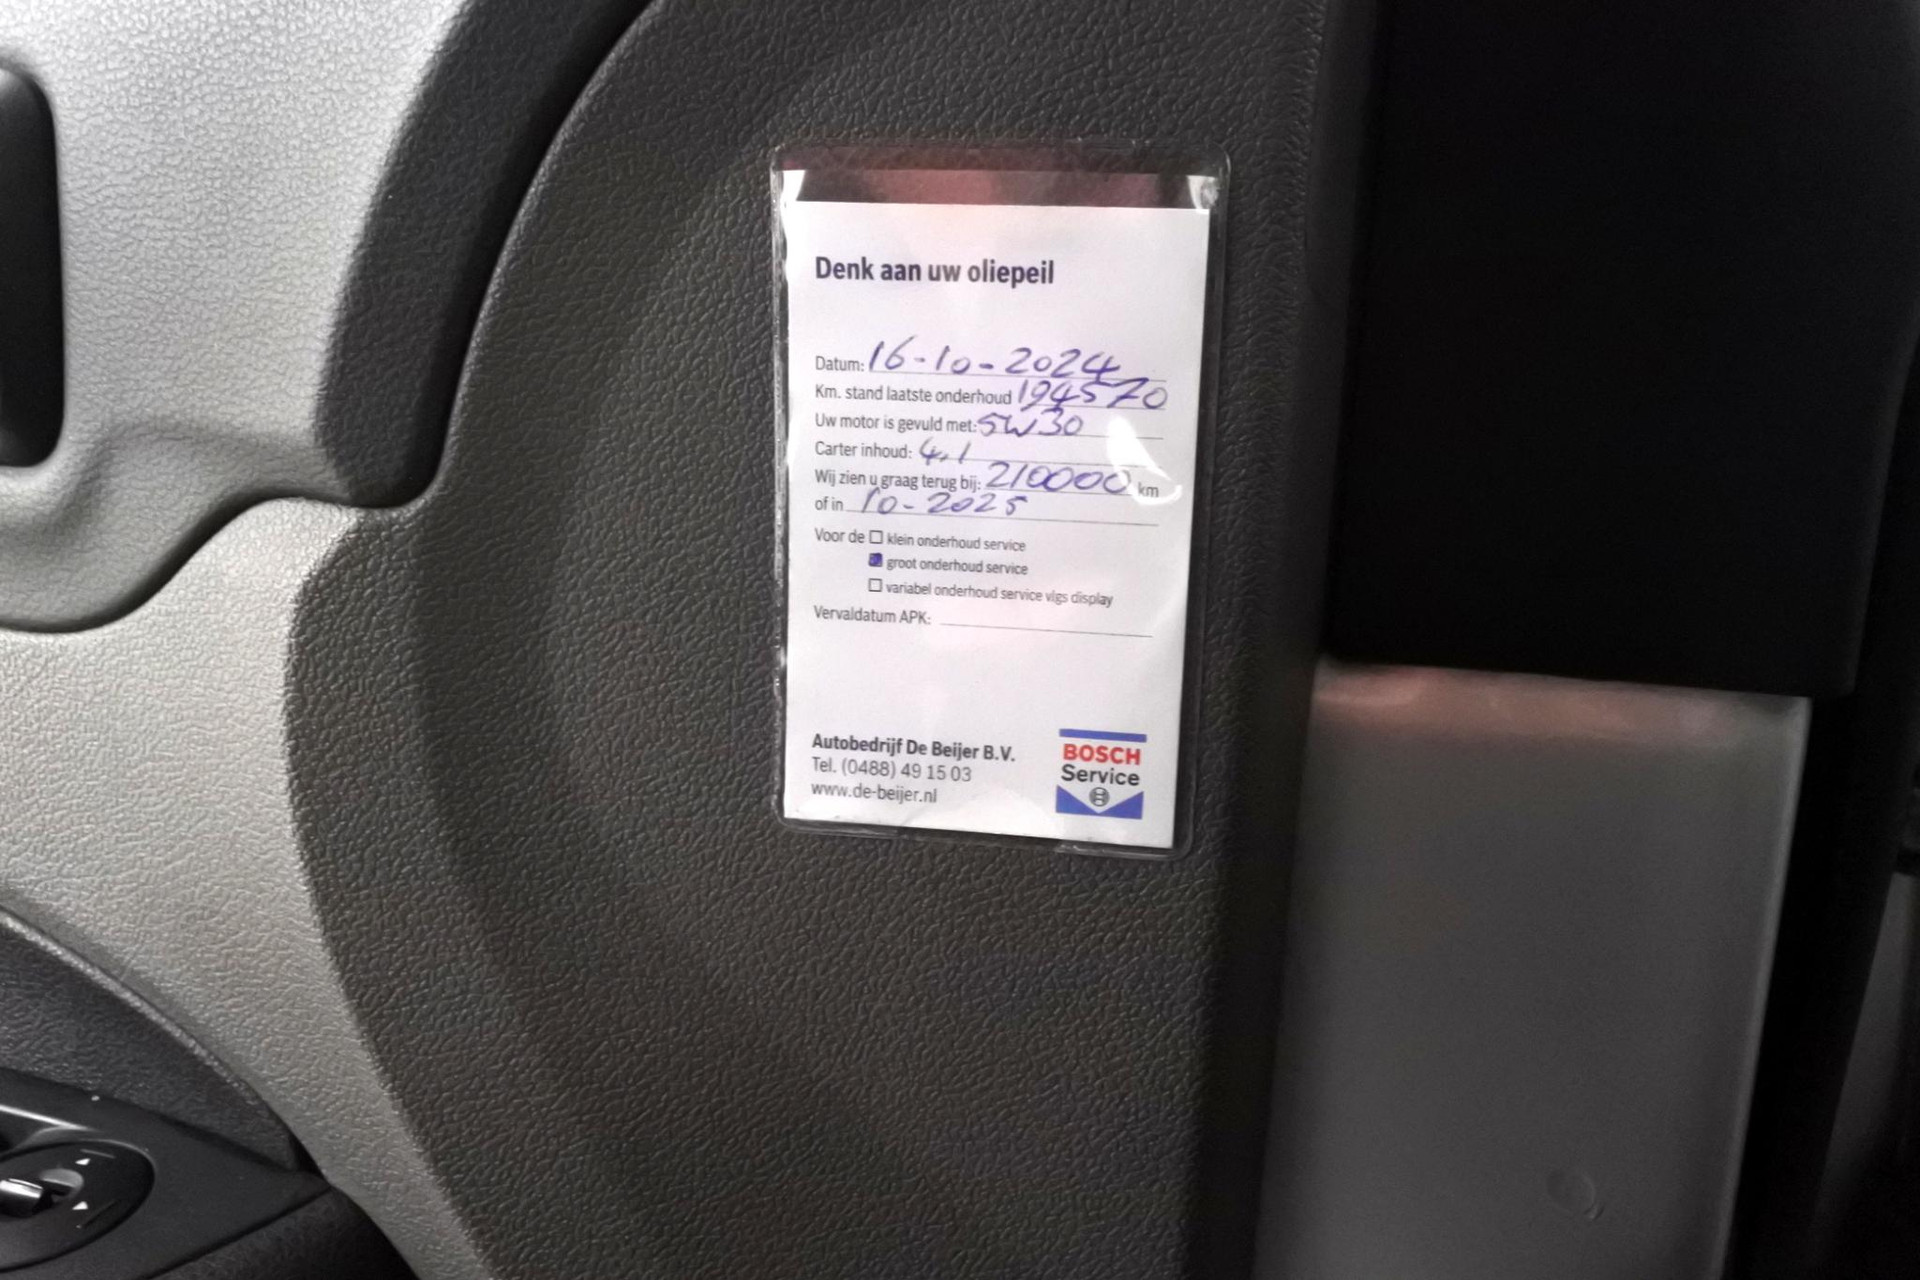 Denk aan uw oliepeil
Datum: 16-10-2024
Km. stand laatste onderhoud 194570
Uw motor is gevuld met: 5W30
Carter inhoud: 4,1
Wij zien u graag terug bij: 210000 km
of in 10-2025
Voor de klein onderhoud service
groot onderhoud service
variabel onderhoud service vlgs display
Vervaldatum APK:
Autobedrijf De Beijer B.V.
Tel. (0488) 49 15 03
www.de-beijer.nl
BOSCH
Service